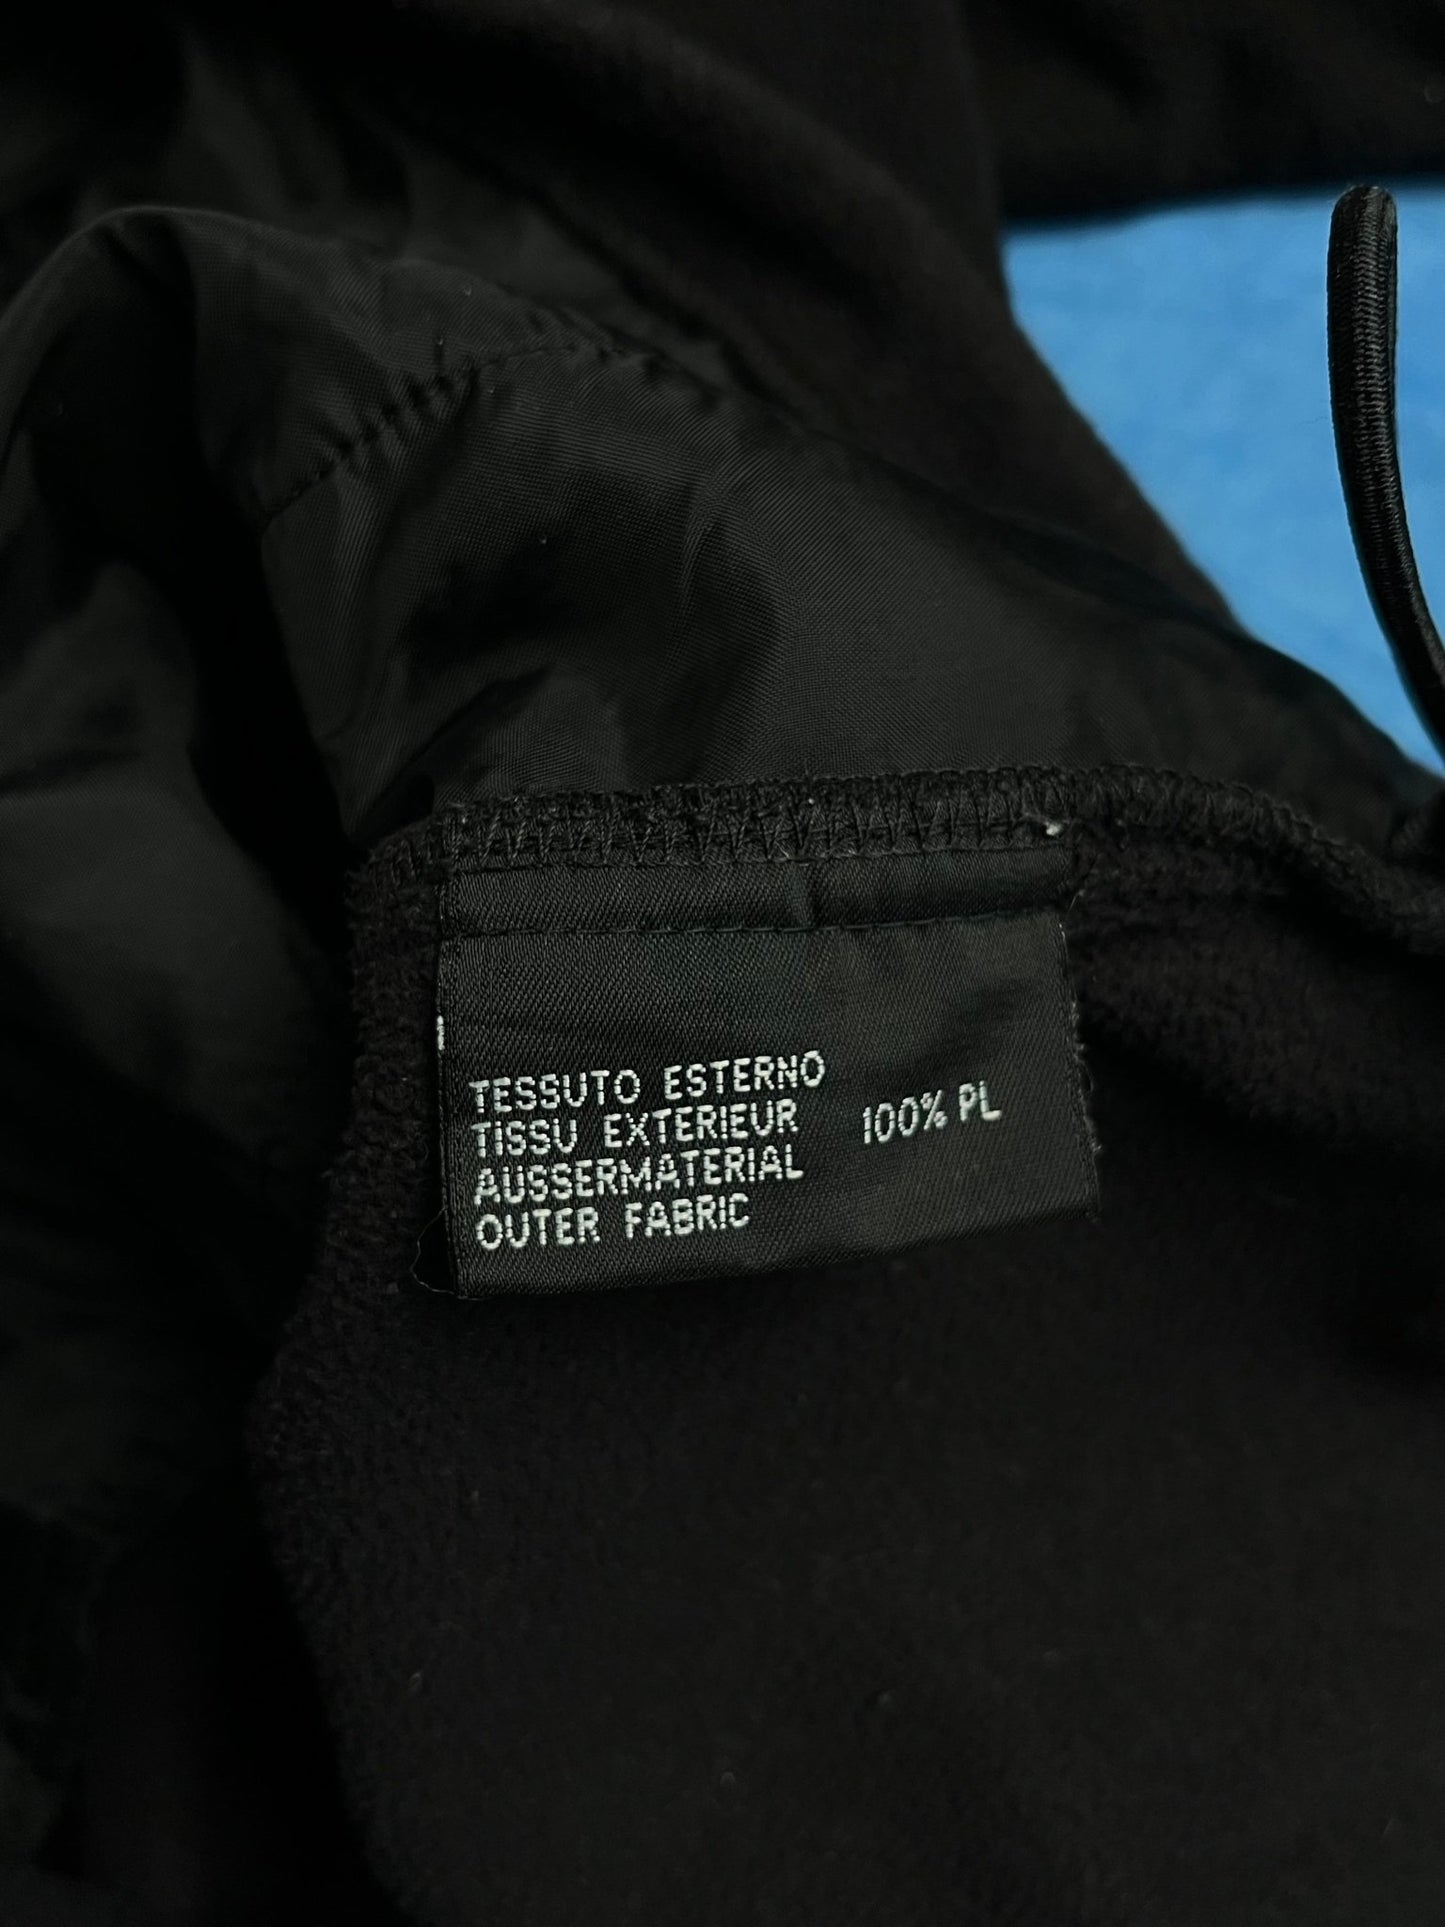 TESSUTO ESTERNO
TISSU EXTERIEUR
AUSSERMATERIAL
OUTER FABRIC
100% PL